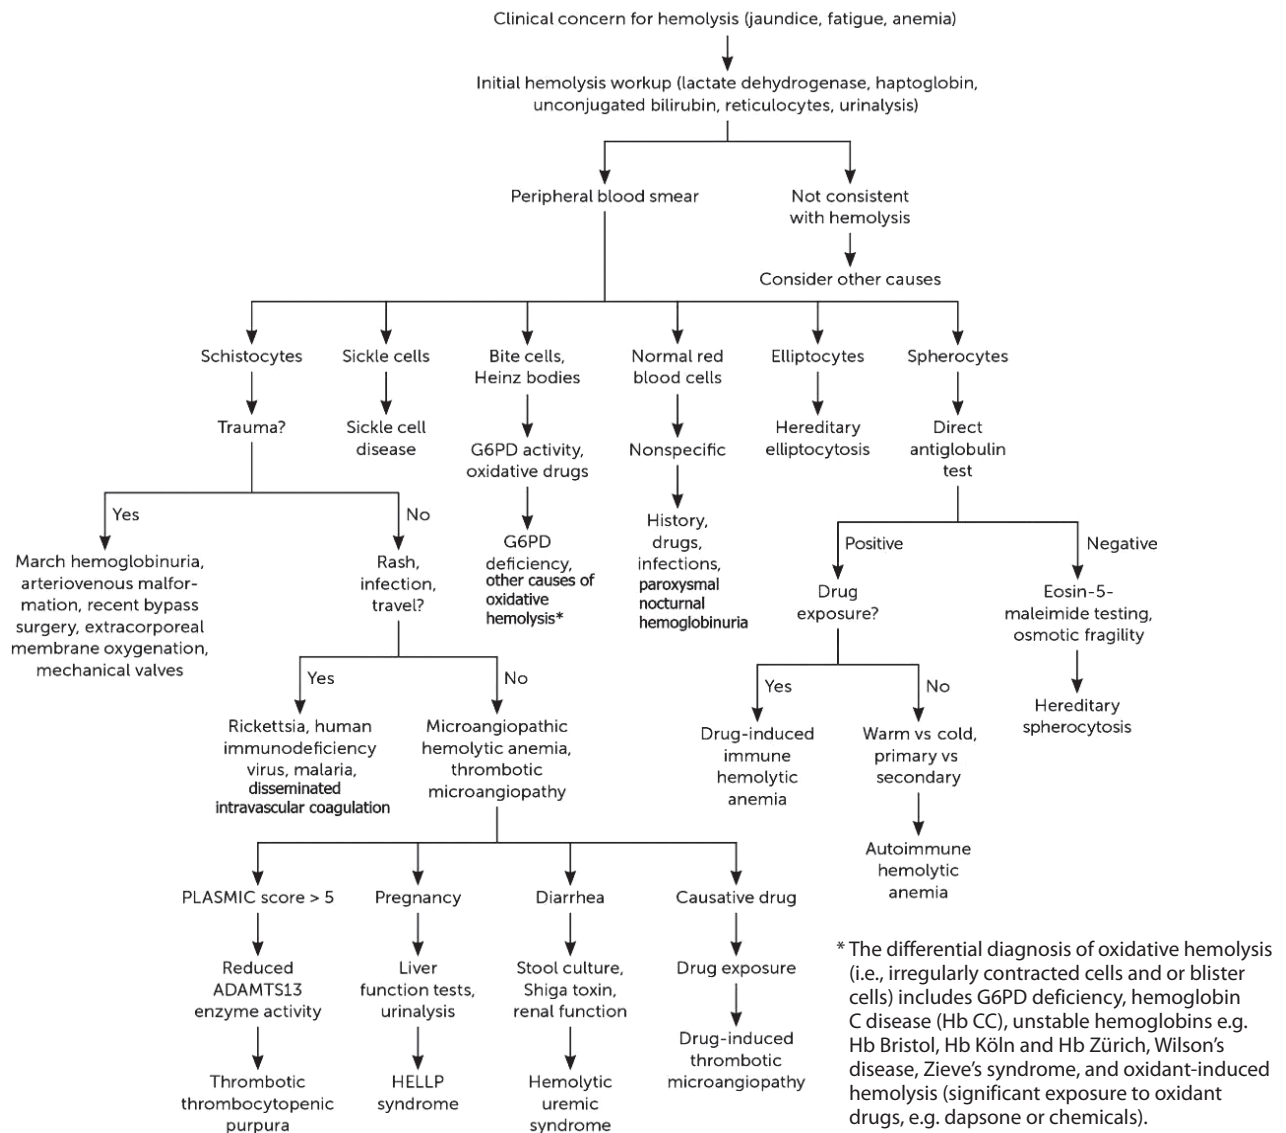 Clinical concern for hemolysis (jaundice, fatigue, anemia)
Initial hemolysis workup (lactate dehydrogenase, haptoglobin,
unconjugated bilirubin, reticulocytes, urinalysis)
Peripheral blood smear
Not consistent
with hemolysis
Consider other causes
Schistocytes
Sickle cells
Bite cells,
Heinz bodies
Normal red
blood cells
Elliptocytes
Spherocytes
Trauma?
Sickle cell
disease
G6PD activity,
oxidative drugs
Nonspecific
Hereditary
elliptocytosis
Direct
antiglobulin
test
Yes
No
March hemoglobinuria,
arteriovenous malfor-
mation, recent bypass
surgery, extracorporeal
membrane oxygenation,
mechanical valves
Rash,
infection,
travel?
G6PD
deficiency,
other causes of
oxidative
hemolysis*
History,
drugs,
infections,
paroxysmal
nocturnal
hemoglobinuria
Positive
Negative
Drug
exposure?
Eosin-5-
maleimide testing,
osmotic fragility
Yes
No
Rickettsia, human
immunodeficiency
virus, malaria,
disseminated
intravascular coagulation
Microangiopathic
hemolytic anemia,
thrombotic
microangiopathy
Yes
No
Drug-induced
immune
hemolytic
anemia
Warm vs cold,
primary vs
secondary
Hereditary
spherocytosis
Autoimmune
hemolytic
anemia
PLASMIC score > 5
Pregnancy
Diarrhea
Causative drug
Reduced
ADAMTS13
enzyme activity
Liver
function tests,
urinalysis
Stool culture,
Shiga toxin,
renal function
Drug exposure
Thrombotic
thrombocytopenic
purpura
HELLP
syndrome
Hemolytic
uremic
syndrome
Drug-induced
thrombotic
microangiopathy
* The differential diagnosis of oxidative hemolysis
(i.e., irregularly contracted cells and or blister
cells) includes G6PD deficiency, hemoglobin
C disease (Hb CC), unstable hemoglobins e.g.
Hb Bristol, Hb Köln and Hb Zürich, Wilson's
disease, Zieve's syndrome, and oxidant-induced
hemolysis (significant exposure to oxidant
drugs, e.g. dapsone or chemicals).